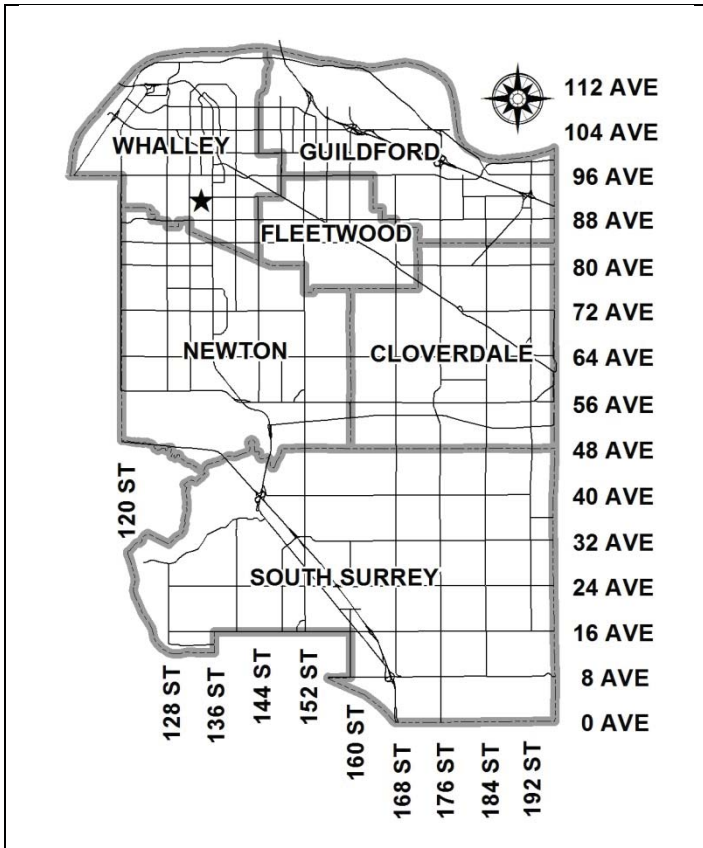 112 AVE
104 AVE
WHALLEY
GUILDFORD
96 AVE
88 AVE
FLEETWOOD
80 AVE
72 AVE
NEWTON
CLOVERDALE
64 AVE
56 AVE
48 AVE
120 ST
40 AVE
32 AVE
SOUTH SURREY
24 AVE
16 AVE
128 ST
136 ST
144 ST
152 ST
160 ST
8 AVE
0 AVE
168 ST
176 ST
184 ST
192 ST